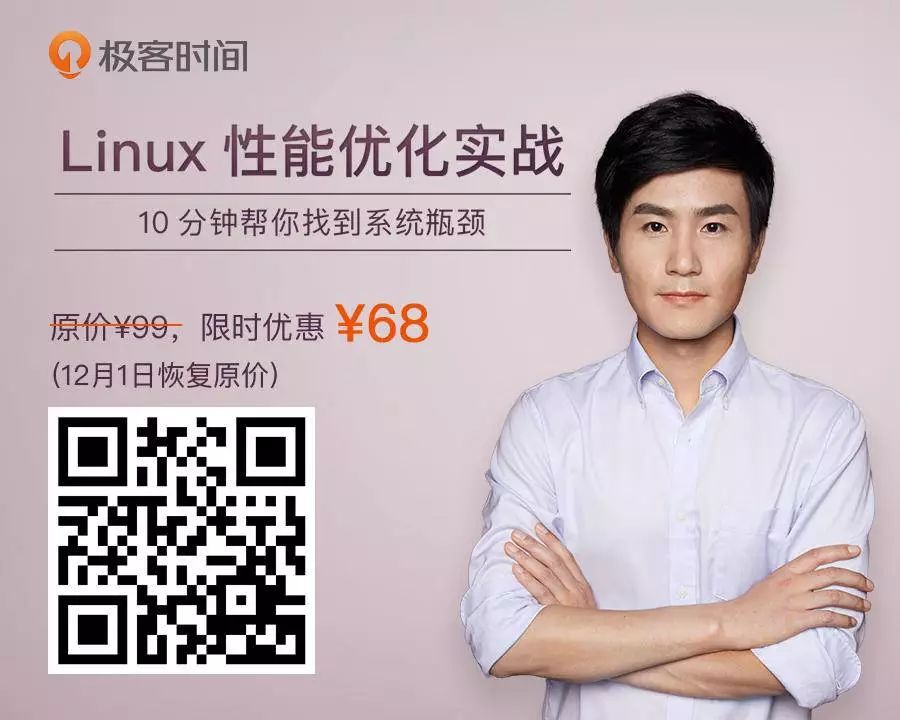 极客时间
Linux 性能优化实战
10 分钟帮你找到系统瓶颈
原价¥99，限时优惠 ¥68
(12月1日恢复原价)